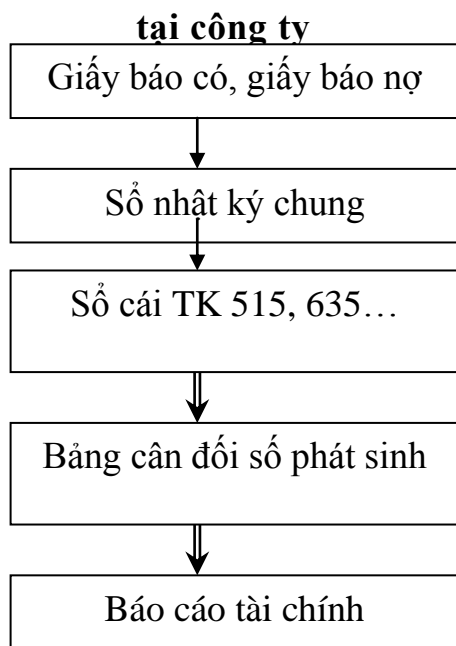 tại công ty
Giấy báo có, giấy báo nợ
Sổ nhật ký chung
Sổ cái TK 515, 635…
Bảng cân đối số phát sinh
Báo cáo tài chính